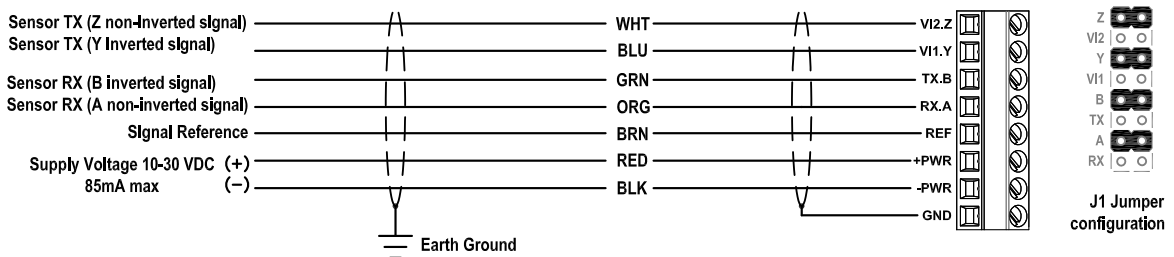 Sensor TX (Z non-inverted signal) WHT VI2.Z
Sensor TX (Y inverted signal) BLU VI1.Y
Sensor RX (B inverted signal) GRN TX.B
Sensor RX (A non-inverted signal) ORG RX.A
Signal Reference BRN REF
Supply Voltage 10-30 VDC (+) RED +PWR
85mA max (−) BLK -PWR
GND
Earth Ground
Z
VI2
Y
VI1
B
TX
A
RX
J1 Jumper
configuration